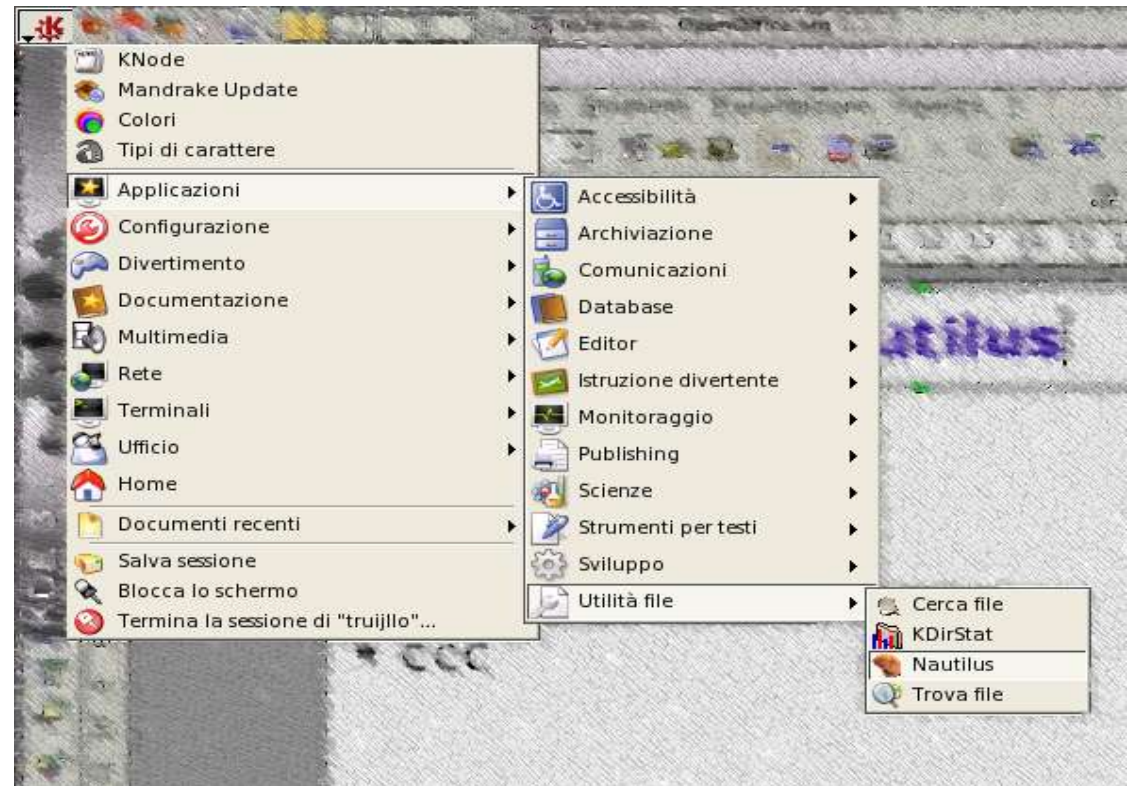 KNode
Mandrake Update
Colori
Tipi di carattere
Applicazioni
Configurazione
Divertimento
Documentazione
Multimedia
Rete
Terminali
Ufficio
Home
Documenti recenti
Salva sessione
Blocca lo schermo
Termina la sessione di "truijllo"...
Accessibilità
Archiviazione
Comunicazioni
Database
Editor
Istruzione divertente
Monitoraggio
Publishing
Scienze
Strumenti per testi
Sviluppo
Utilità file
Cerca file
KDirStat
Nautilus
Trova file